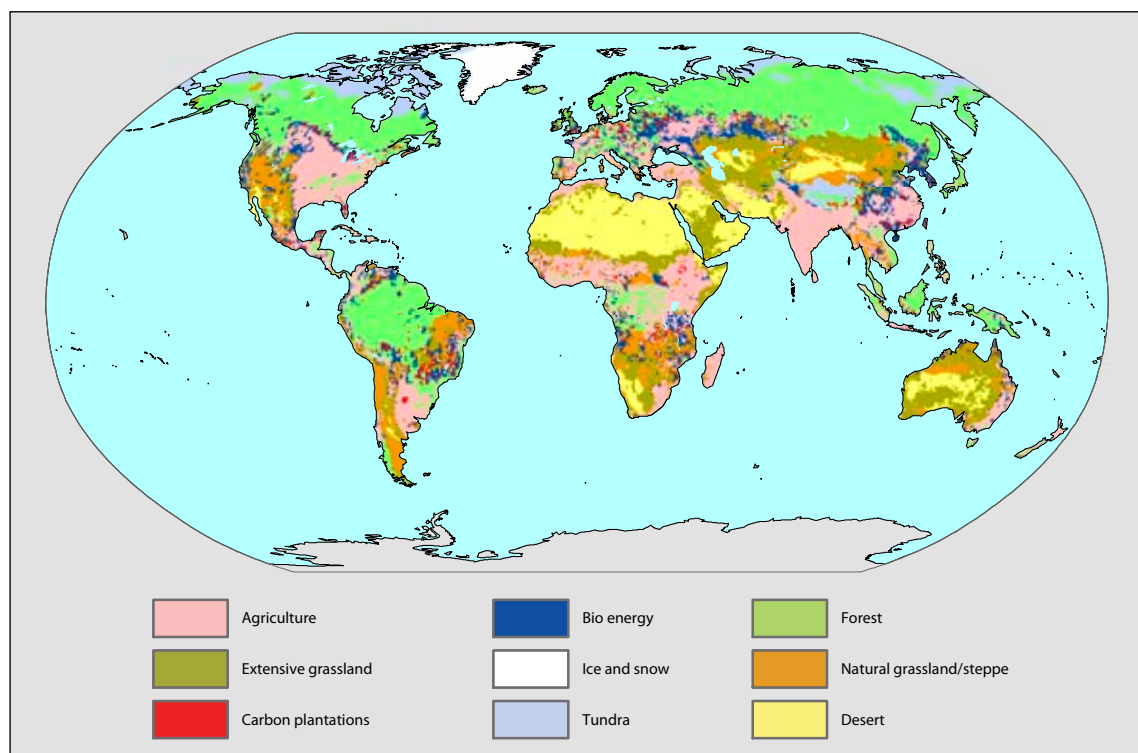 Agriculture
Bio energy
Forest
Extensive grassland
Ice and snow
Natural grassland/steppe
Carbon plantations
Tundra
Desert